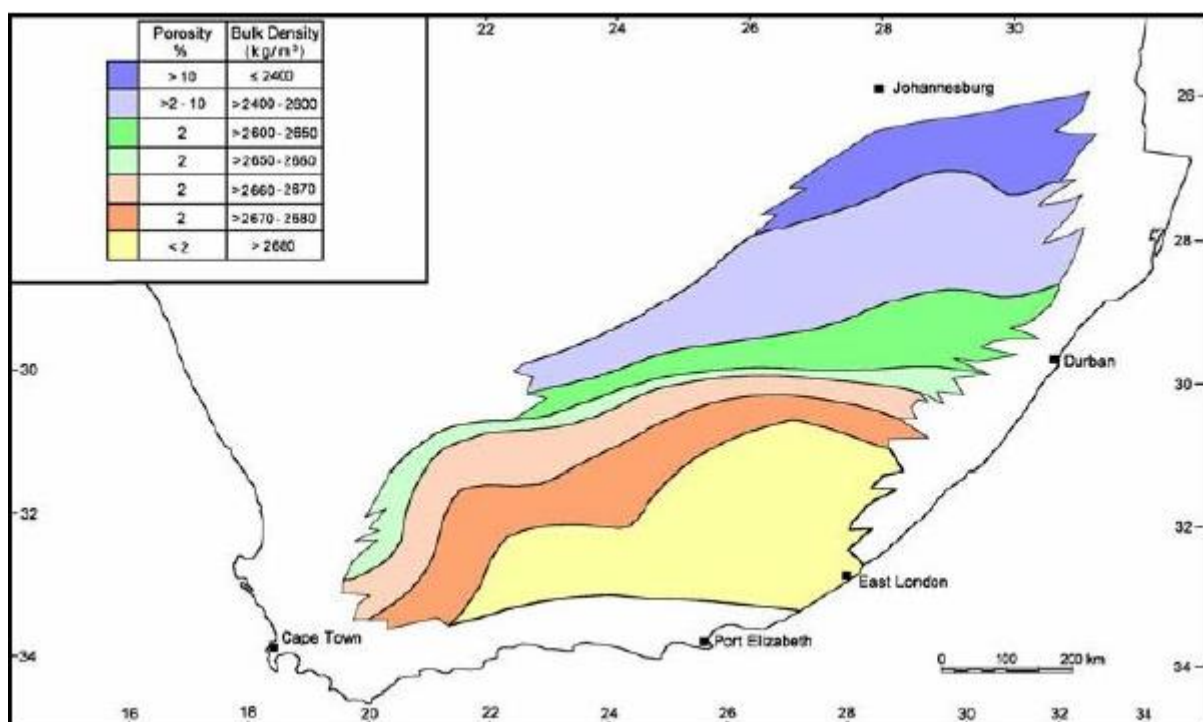 Porosity % Bulk Density (kg/m³)
> 10 ≤ 2400
>2 - 10 >2400 - 2600
2 >2600 - 2650
2 >2650 - 2660
2 >2660 - 2670
2 >2670 - 2680
< 2 > 2680
22 24 28 30
Johannesburg
26
28
30
Durban
30
32
32
East London
Cape Town
Port Elizabeth
34
0 100 200 km
34
16 18 20 22 24 26 28 30 32 34